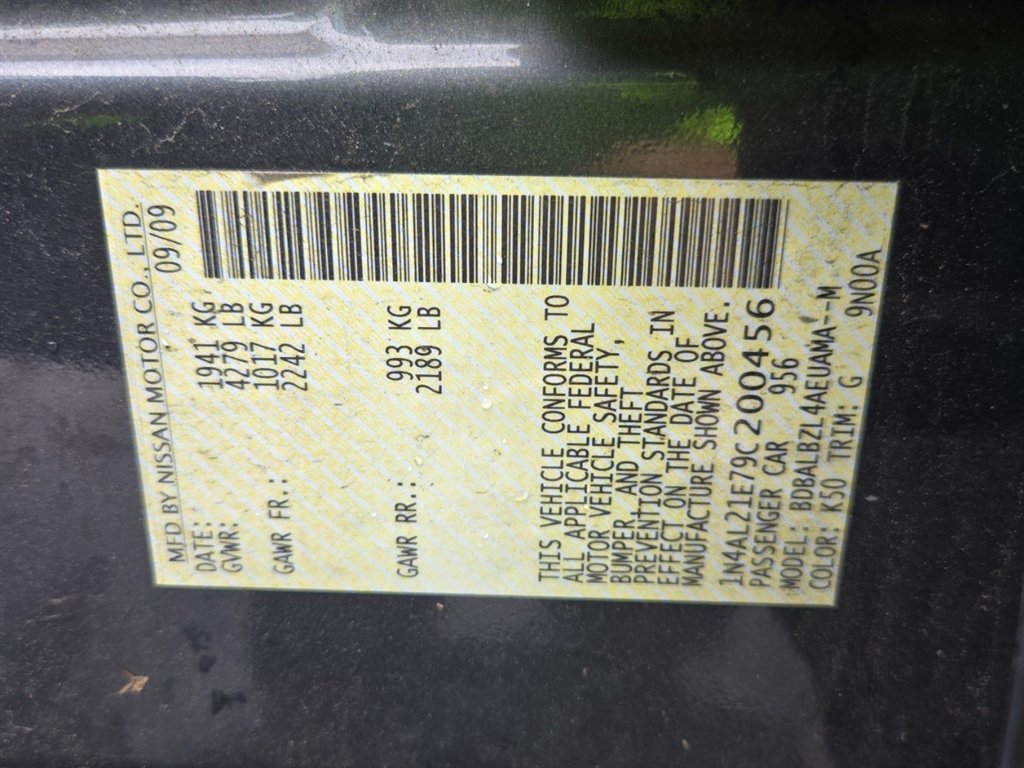 MFD BY NISSAN MOTOR CO., LTD.
DATE: 09/09
GVWR: 1941 KG
4279 LB
GAWR FR.: 1017 KG
2242 LB
GAWR RR.: 993 KG
2189 LB
THIS VEHICLE CONFORMS TO
ALL APPLICABLE FEDERAL
MOTOR VEHICLE SAFETY,
BUMPER, AND THEFT
PREVENTION STANDARDS IN
EFFECT ON THE DATE OF
MANUFACTURE SHOWN ABOVE.
1N4AL21E79C200456
PASSENGER CAR 956
MODEL: BDBALBZL4AEUAMA--M
COLOR: K50 TRIM: G 9N00A